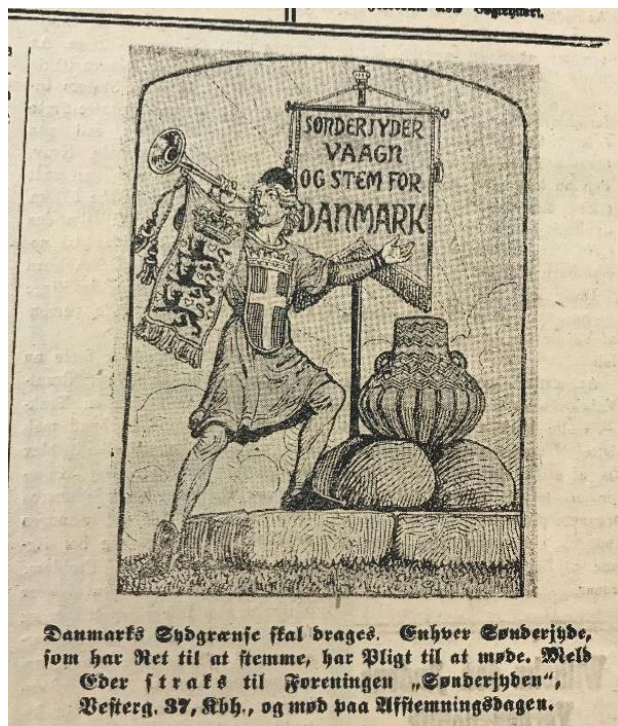 SØNDERJYDER
VAAGN
OG STEM FOR
DANMARK
Danmarks Sydgrænse skal drages. Enhver Sønderjyde,
som har Ret til at stemme, har Pligt til at møde. Meld
Eder straks til Foreningen „Sønderjyden“,
Vesterg. 37, Kbh., og mød paa Afstemningsdagen.